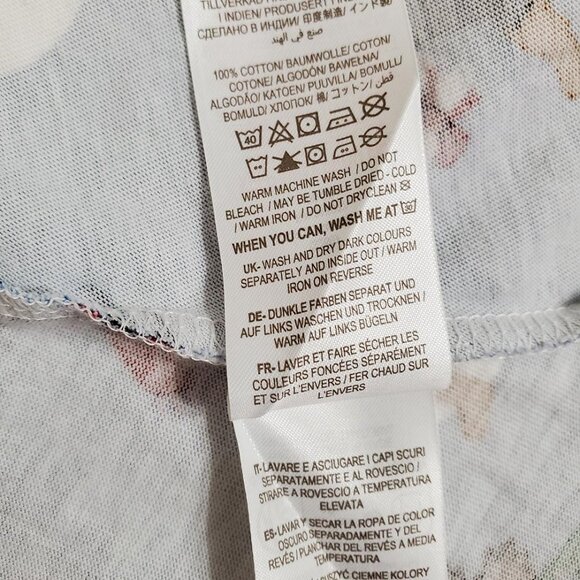 TILLVERKAD I
I INDIEN/ PRODUSERT I
СДЕЛАНО В ИНДИИ/ 印度制造/ インド製/
صنع في الهند
100% COTTON/ BAUMWOLLE/ COTON/
COTONE/ ALGODÓN/ BAWEŁNA/
ALGODÃO/ KATOEN/ PUUVILLA/ BOMULL/
BOMULD/ ХЛОПОК/ 棉/ コットン/ قطن
40
WARM MACHINE WASH / DO NOT
BLEACH / MAY BE TUMBLE DRIED - COLD
/ WARM IRON / DO NOT DRYCLEAN
WHEN YOU CAN, WASH ME AT 30
UK- WASH AND DRY DARK COLOURS
SEPARATELY AND INSIDE OUT / WARM
IRON ON REVERSE
DE- DUNKLE FARBEN SEPARAT UND
AUF LINKS WASCHEN UND TROCKNEN /
WARM AUF LINKS BÜGELN
FR- LAVER ET FAIRE SÉCHER LES
COULEURS FONCÉES SÉPARÉMENT
ET SUR L'ENVERS / FER CHAUD SUR
L'ENVERS
IT- LAVARE E ASCIUGARE I CAPI SCURI
SEPARATAMENTE E AL ROVESCIO /
STIRARE A ROVESCIO A TEMPERATURA
ELEVATA
ES- LAVAR Y SECAR LA ROPA DE COLOR
OSCURO SEPARADAMENTE Y DEL
REVÉS / PLANCHAR DEL REVÉS A MEDIA
TEMPERATURA
CIEMNE KOLORY